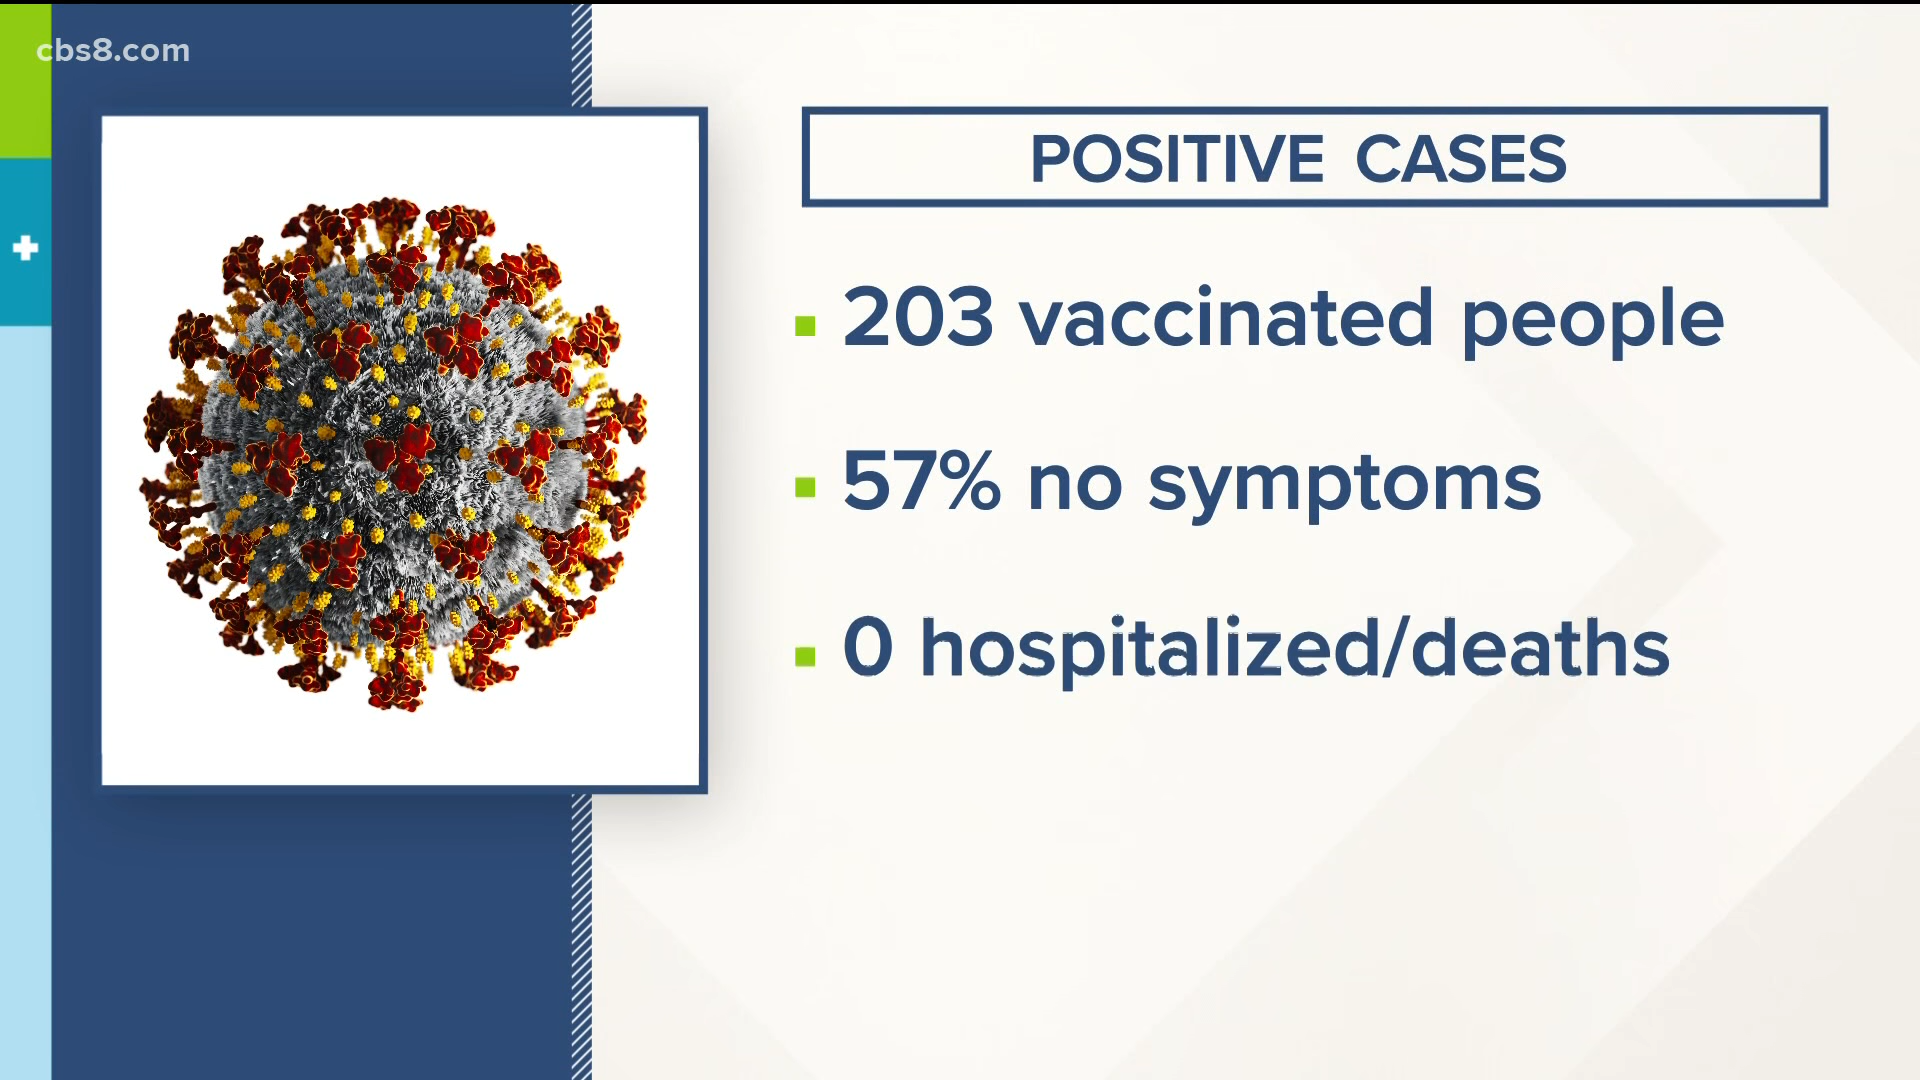 cbs8.com
POSITIVE CASES
203 vaccinated people
57% no symptoms
0 hospitalized/deaths